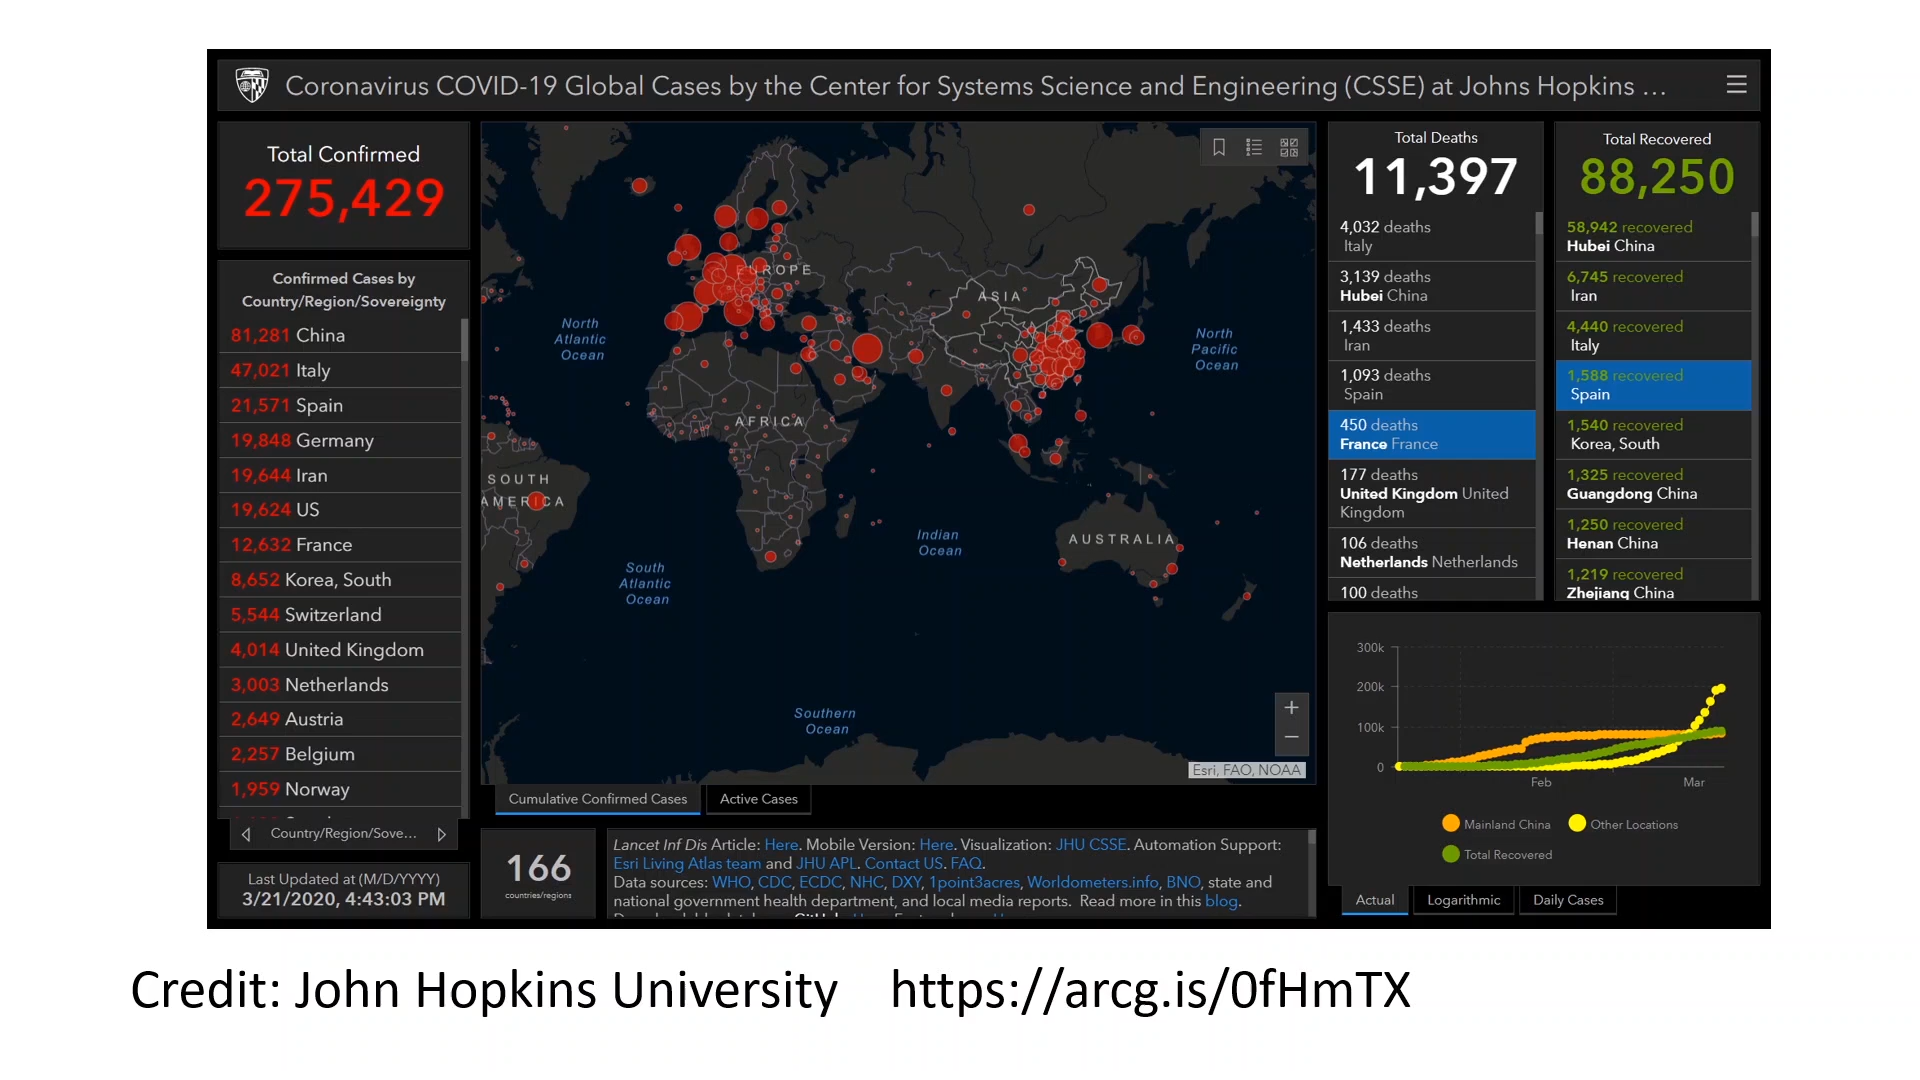 Coronavirus COVID-19 Global Cases by the Center for Systems Science and Engineering (CSSE) at Johns Hopkins ...
Total Confirmed
275,429
Confirmed Cases by
Country/Region/Sovereignty
81,281 China
47,021 Italy
21,571 Spain
19,848 Germany
19,644 Iran
19,624 US
12,632 France
8,652 Korea, South
5,544 Switzerland
4,014 United Kingdom
3,003 Netherlands
2,649 Austria
2,257 Belgium
1,959 Norway
Country/Region/Sove...
Last Updated at (M/D/YYYY)
3/21/2020, 4:43:03 PM
EUROPE
ASIA
North
Atlantic
Ocean
North
Pacific
Ocean
AFRICA
SOUTH
AMERICA
Indian
Ocean
AUSTRALIA
South
Atlantic
Ocean
Southern
Ocean
+
−
Esri, FAO, NOAA
Cumulative Confirmed Cases
Active Cases
166
countries/regions
Lancet Inf Dis Article: Here. Mobile Version: Here. Visualization: JHU CSSE. Automation Support:
Esri Living Atlas team and JHU APL. Contact US. FAQ.
Data sources: WHO, CDC, ECDC, NHC, DXY, 1point3acres, Worldometers.info, BNO, state and
national government health department, and local media reports. Read more in this blog.
Total Deaths
11,397
4,032 deaths
Italy
3,139 deaths
Hubei China
1,433 deaths
Iran
1,093 deaths
Spain
450 deaths
France France
177 deaths
United Kingdom United
Kingdom
106 deaths
Netherlands Netherlands
100 deaths
Total Recovered
88,250
58,942 recovered
Hubei China
6,745 recovered
Iran
4,440 recovered
Italy
1,588 recovered
Spain
1,540 recovered
Korea, South
1,325 recovered
Guangdong China
1,250 recovered
Henan China
1,219 recovered
Zhejiang China
300k
200k
100k
0
Feb
Mar
Mainland China
Other Locations
Total Recovered
Actual
Logarithmic
Daily Cases
Credit: John Hopkins University https://arcg.is/0fHmTX